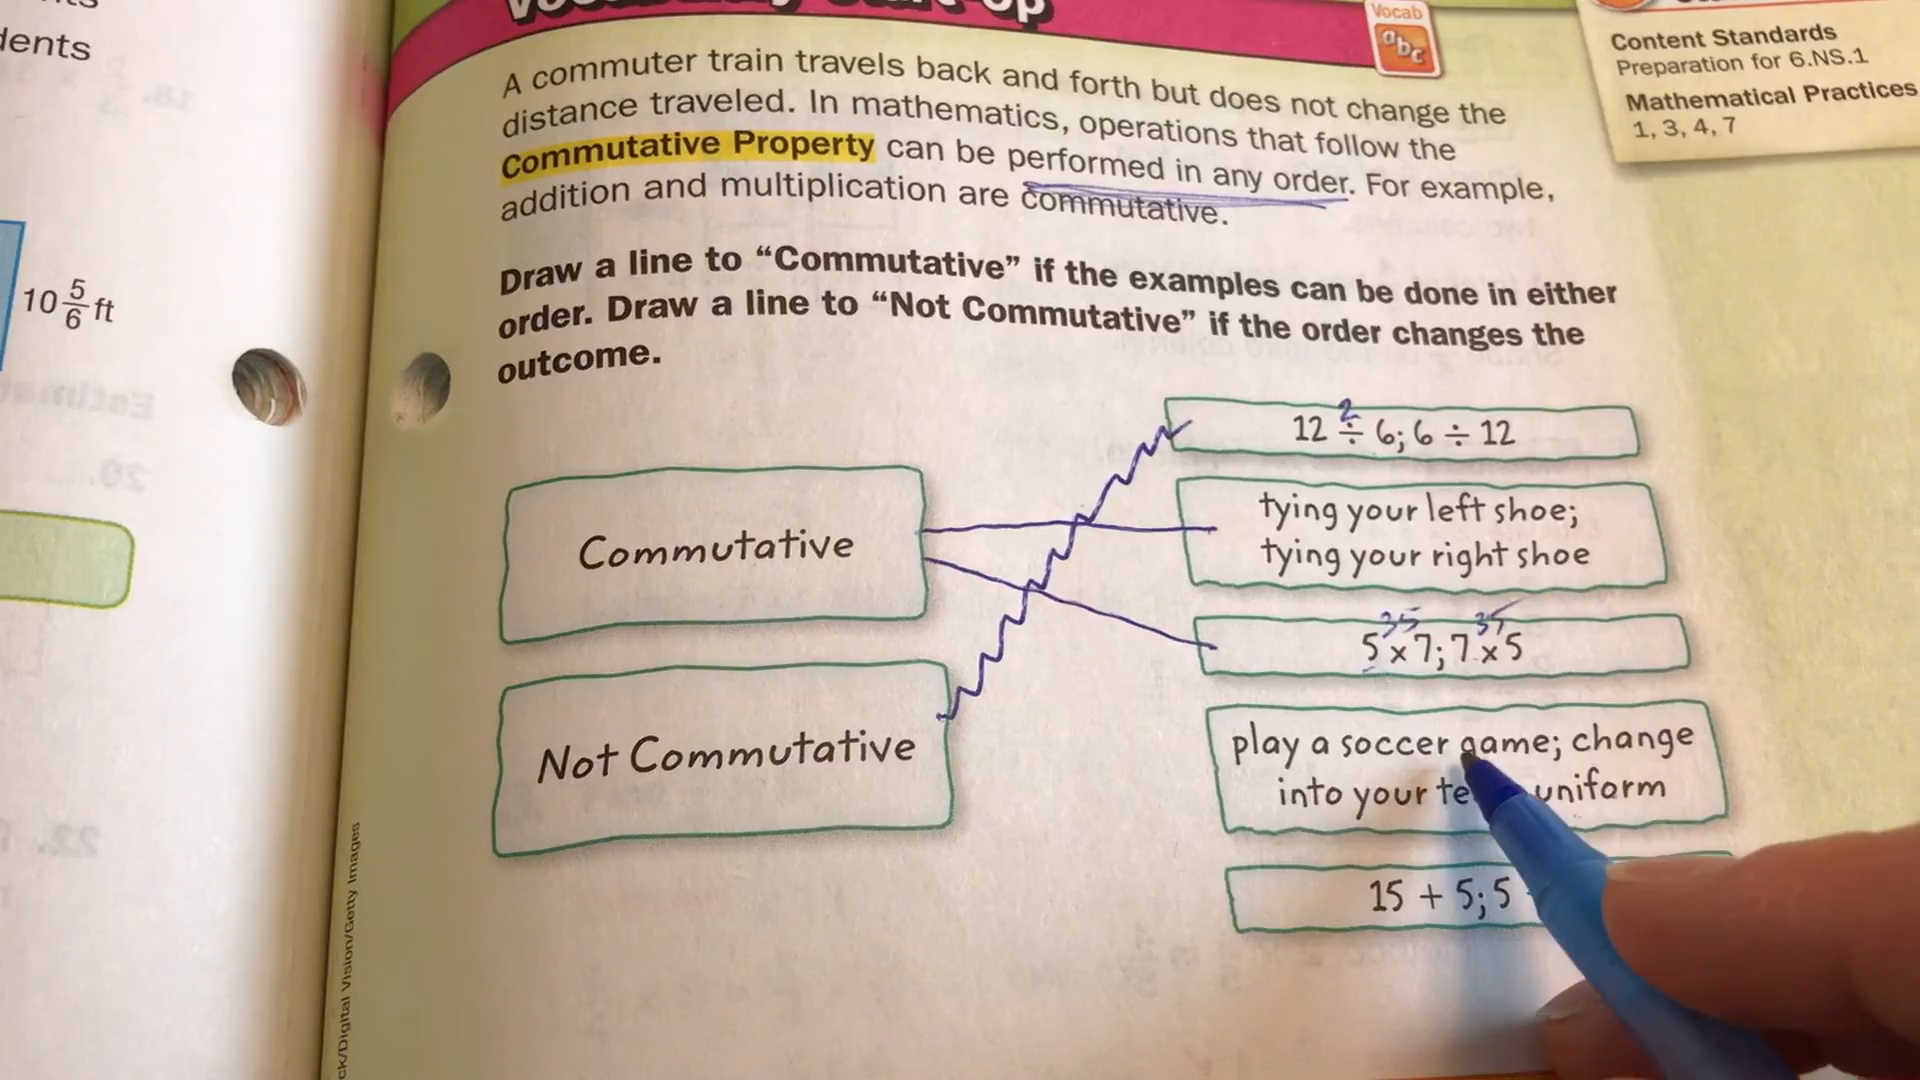 dents
10 5/6 ft
Vocab
abc
Content Standards
Preparation for 6.NS.1
Mathematical Practices
1, 3, 4, 7
A commuter train travels back and forth but does not change the
distance traveled. In mathematics, operations that follow the
Commutative Property can be performed in any order. For example,
addition and multiplication are commutative.
Draw a line to “Commutative” if the examples can be done in either
order. Draw a line to “Not Commutative” if the order changes the
outcome.
2
12 ÷ 6; 6 ÷ 12
Commutative
tying your left shoe;
tying your right shoe
35 35
5 x 7; 7 x 5
Not Commutative
play a soccer game; change
into your uniform
15 + 5; 5
ck/Digital Vision/Getty Images